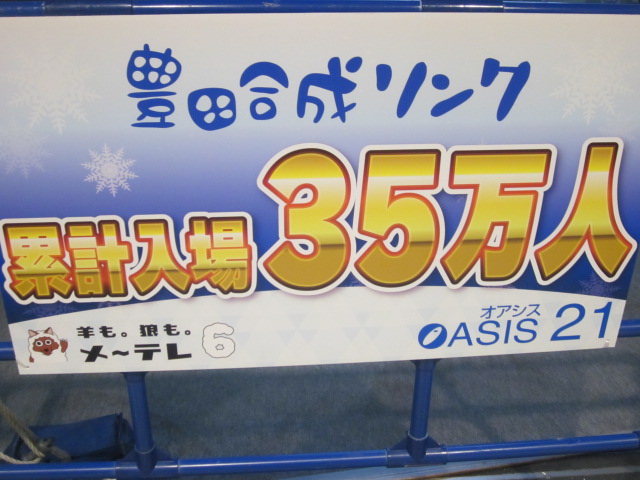 豊田合成リンク
累計入場 35万人
羊も。狼も。
メ〜テレ 6
オアシス
OASIS 21